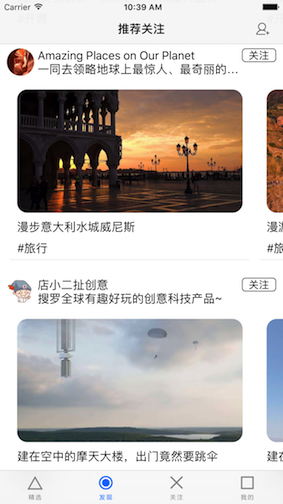 Carrier
10:39 AM
推荐关注
Amazing Places on Our Planet
关注
一同去领略地球上最惊人、最奇丽的…
漫步意大利水城威尼斯
漫游
#旅行
#旅
店小二扯创意
关注
搜罗全球有趣好玩的创意科技产品~
建在空中的摩天大楼，出门竟然要跳伞
建在
精选
发现
关注
我的